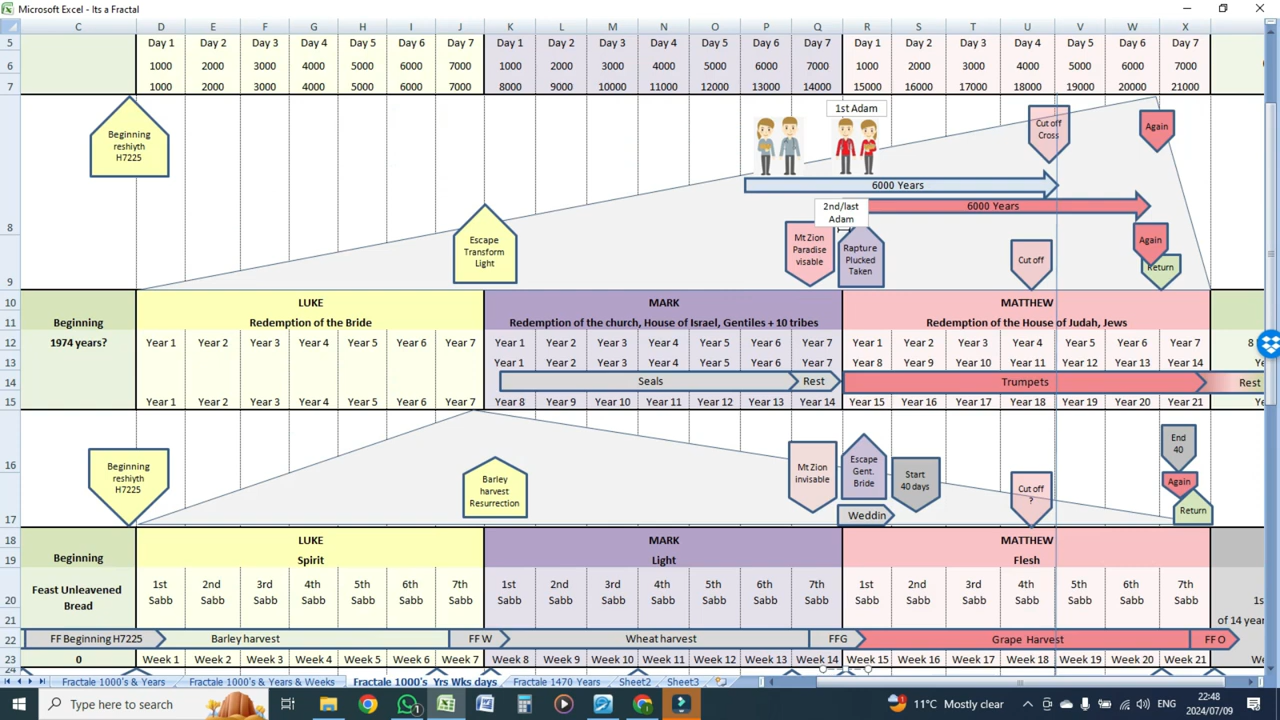 Microsoft Excel - Its a Fractal
C D E F G H I J K L M N O P Q R S T U V W X
5 Day 1 Day 2 Day 3 Day 4 Day 5 Day 6 Day 7 Day 1 Day 2 Day 3 Day 4 Day 5 Day 6 Day 7 Day 1 Day 2 Day 3 Day 4 Day 5 Day 6 Day 7
6 1000 2000 3000 4000 5000 6000 7000 1000 2000 3000 4000 5000 6000 7000 1000 2000 3000 4000 5000 6000 7000
7 1000 2000 3000 4000 5000 6000 7000 8000 9000 10000 11000 12000 13000 14000 15000 16000 17000 18000 19000 20000 21000
Beginning
reshiyth
H7225
1st Adam
Cut off
Cross
Again
6000 Years
6000 Years
2nd/last
Adam
8
Escape
Transform
Light
Mt Zion
Paradise
visable
Rapture
Plucked
Taken
Cut off
Again
Return
9
10 LUKE MARK MATTHEW
11 Beginning Redemption of the Bride Redemption of the church, House of Israel, Gentiles + 10 tribes Redemption of the House of Judah, Jews
12 1974 years? Year 1 Year 2 Year 3 Year 4 Year 5 Year 6 Year 7 Year 1 Year 2 Year 3 Year 4 Year 5 Year 6 Year 7 Year 1 Year 2 Year 3 Year 4 Year 5 Year 6 Year 7 8
13 Year 1 Year 2 Year 3 Year 4 Year 5 Year 6 Year 7 Year 8 Year 9 Year 10 Year 11 Year 12 Year 13 Year 14
14 Seals Rest Trumpets Rest
15 Year 1 Year 2 Year 3 Year 4 Year 5 Year 6 Year 7 Year 8 Year 9 Year 10 Year 11 Year 12 Year 13 Year 14 Year 15 Year 16 Year 17 Year 18 Year 19 Year 20 Year 21
16
Beginning
reshiyth
H7225
Barley
harvest
Resurrection
Mt Zion
invisable
Escape
Gent.
Bride
Start
40 days
Cut off
?
End
40
Again
Return
Weddin
17
18 LUKE MARK MATTHEW
19 Beginning Spirit Light Flesh
20 Feast Unleavened
Bread
1st
Sabb
2nd
Sabb
3rd
Sabb
4th
Sabb
5th
Sabb
6th
Sabb
7th
Sabb
1st
Sabb
2nd
Sabb
3rd
Sabb
4th
Sabb
5th
Sabb
6th
Sabb
7th
Sabb
1st
Sabb
2nd
Sabb
3rd
Sabb
4th
Sabb
5th
Sabb
6th
Sabb
7th
Sabb
21 of 14 year
22 FF Beginning H7225 Barley harvest FF W Wheat harvest FFG Grape Harvest FF O
23 0 Week 1 Week 2 Week 3 Week 4 Week 5 Week 6 Week 7 Week 8 Week 9 Week 10 Week 11 Week 12 Week 13 Week 14 Week 15 Week 16 Week 17 Week 18 Week 19 Week 20 Week 21
Fractale 1000's & Years Fractale 1000's & Years & Weeks Fractale 1000's Yrs Wks days Fractale 1470 Years Sheet2 Sheet3
Type here to search
11°C Mostly clear
ENG
22:48
2024/07/09